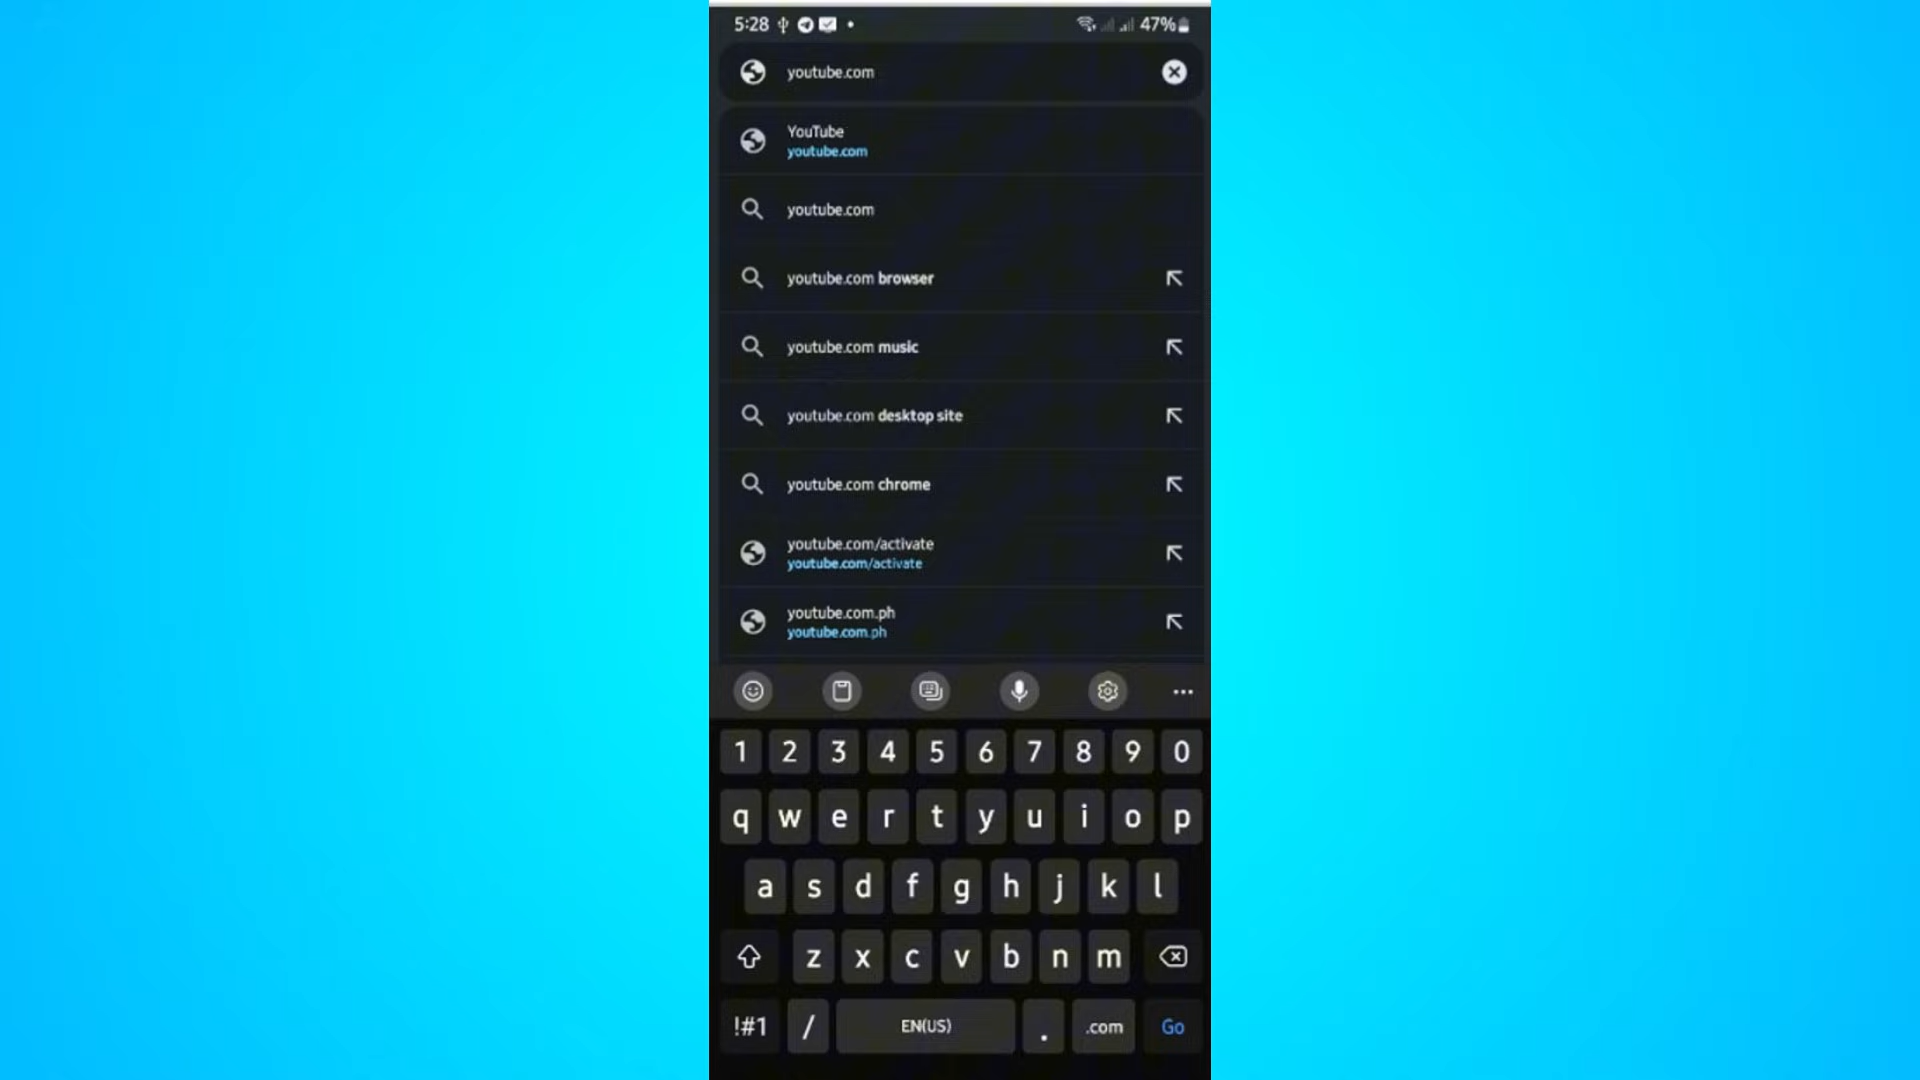 5:28 47%
youtube.com
YouTube
youtube.com
youtube.com
youtube.com browser
youtube.com music
youtube.com desktop site
youtube.com chrome
youtube.com/activate
youtube.com/activate
youtube.com.ph
youtube.com.ph
1 2 3 4 5 6 7 8 9 0
q w e r t y u i o p
a s d f g h j k l
z x c v b n m
!#1 / EN(US) . .com Go